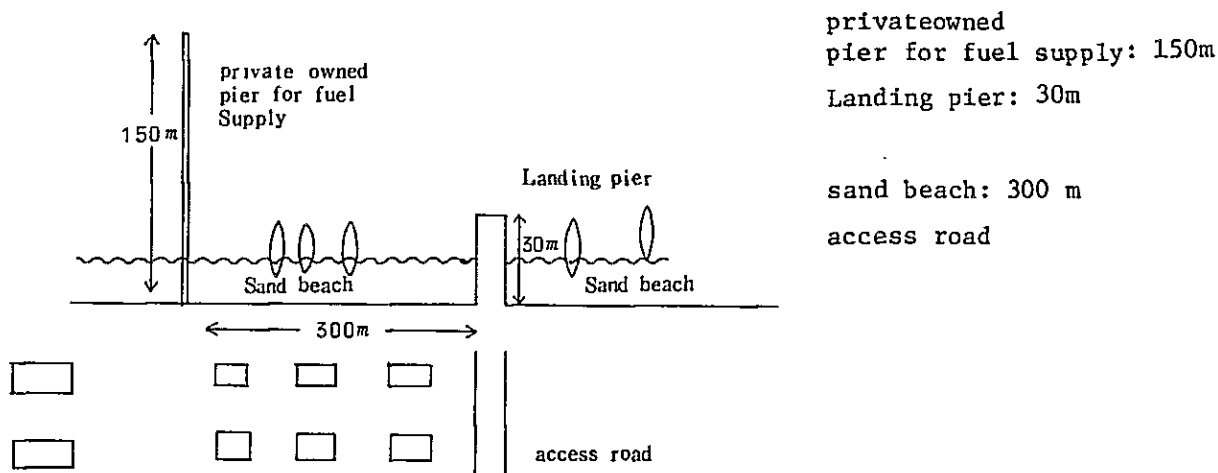 private owned
pier for fuel
Supply
150m
Landing pier
30m
Sand beach
Sand beach
300m
access road
privateowned
pier for fuel supply: 150m
Landing pier: 30m
sand beach: 300 m
access road